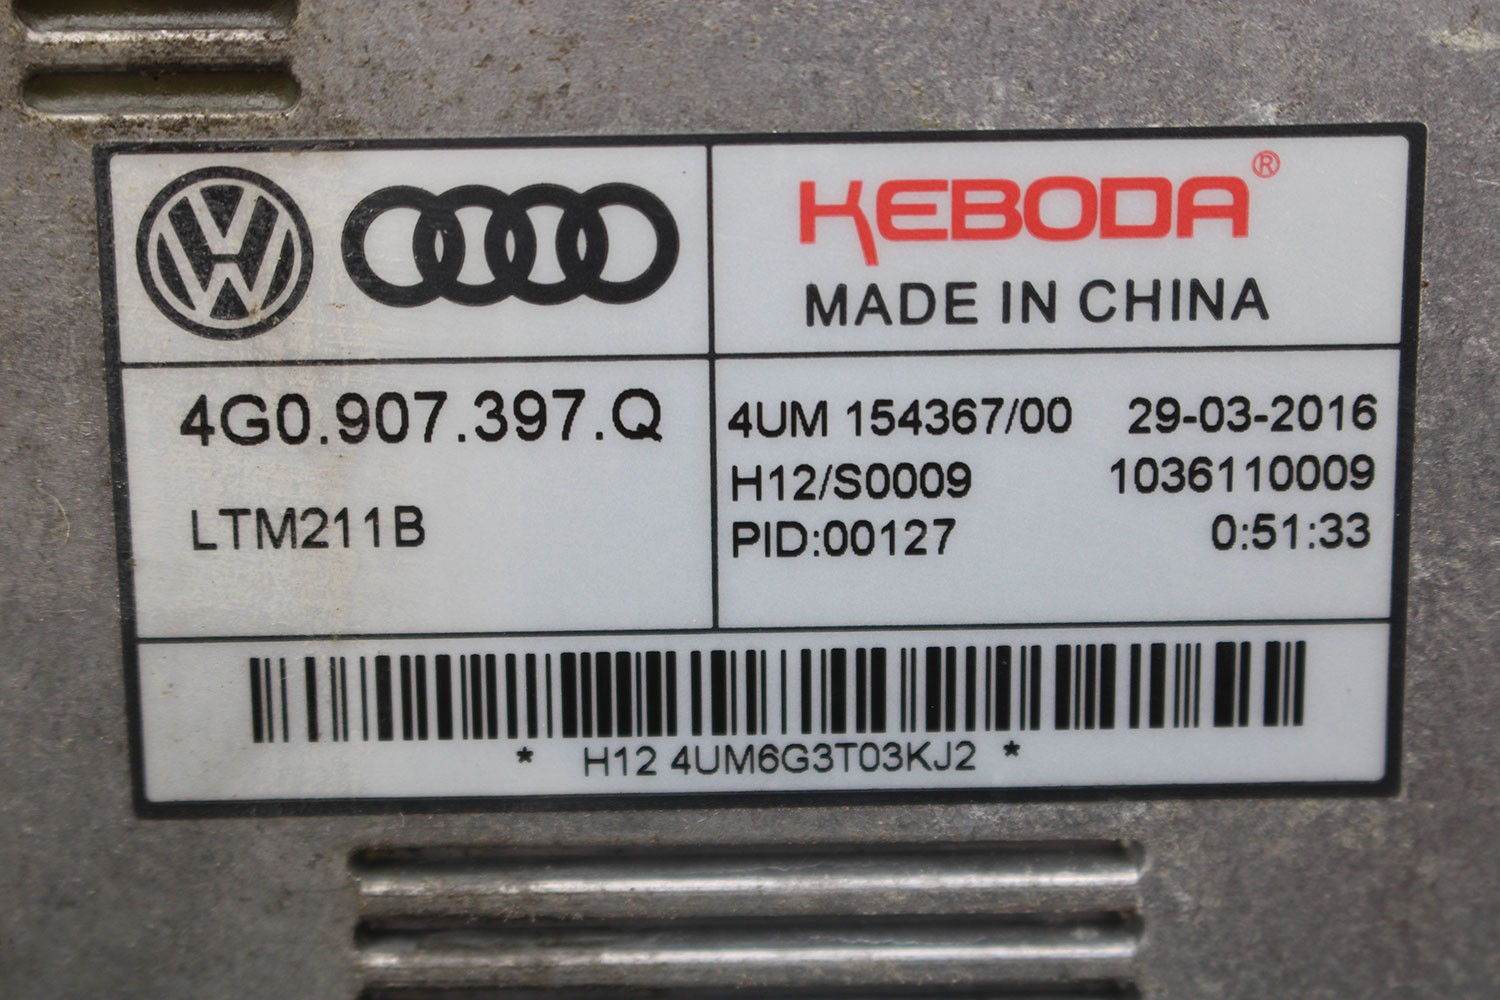 KEBODA®
MADE IN CHINA
4G0.907.397.Q
LTM211B
4UM 154367/00 29-03-2016
H12/S0009 1036110009
PID:00127 0:51:33
* H12 4UM6G3T03KJ2 *